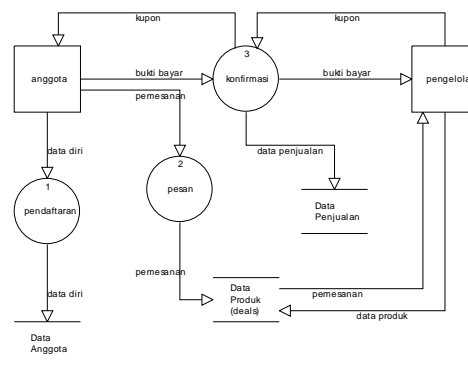 kupon
kupon
3
anggota
bukti bayar
konfirmasi
bukti bayar
pengelola
pemesanan
data diri
data penjualan
2
1
pesan
pendaftaran
Data
Penjualan
pemesanan
data diri
Data
Produk
(deals)
pemesanan
data produk
Data
Anggota